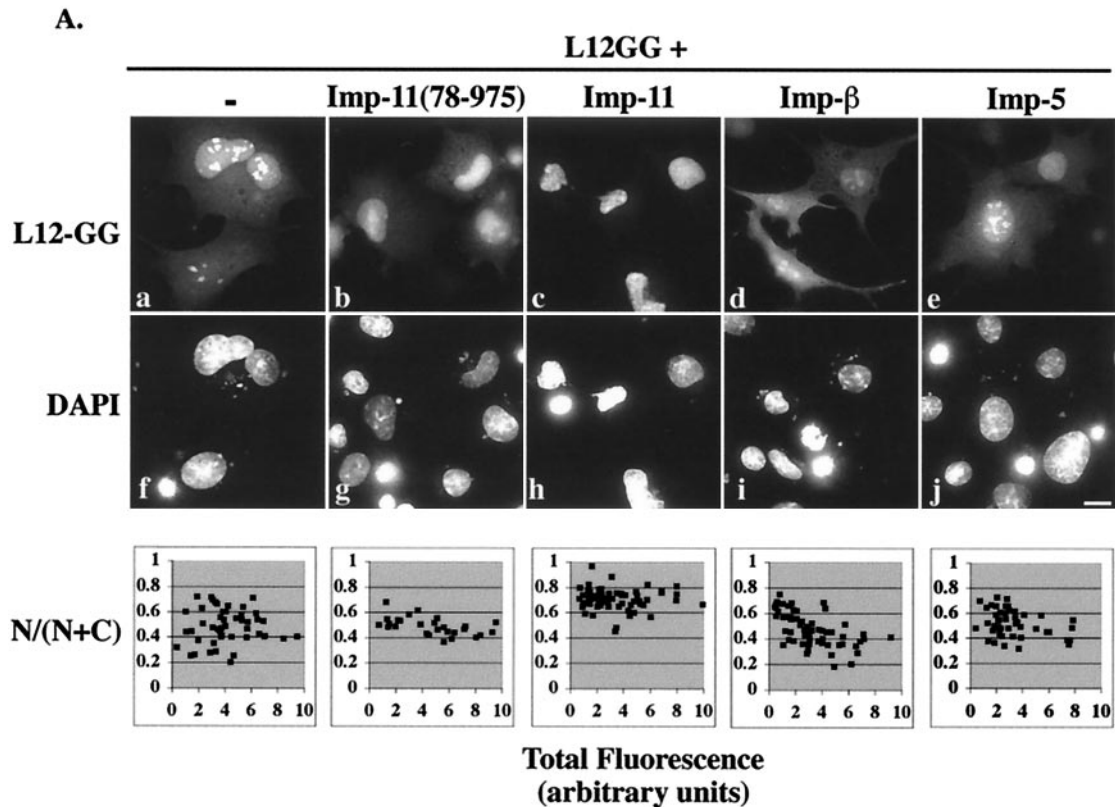 A.
L12GG +
- Imp-11(78-975) Imp-11 Imp-β Imp-5
L12-GG
a b c d e
DAPI
f g h i j
1 1 1 1 1
0.8 0.8 0.8 0.8 0.8
0.6 0.6 0.6 0.6 0.6
N/(N+C)
0.4 0.4 0.4 0.4 0.4
0.2 0.2 0.2 0.2 0.2
0 0 0 0 0
0 2 4 6 8 10 0 2 4 6 8 10 0 2 4 6 8 10 0 2 4 6 8 10 0 2 4 6 8 10
Total Fluorescence
(arbitrary units)